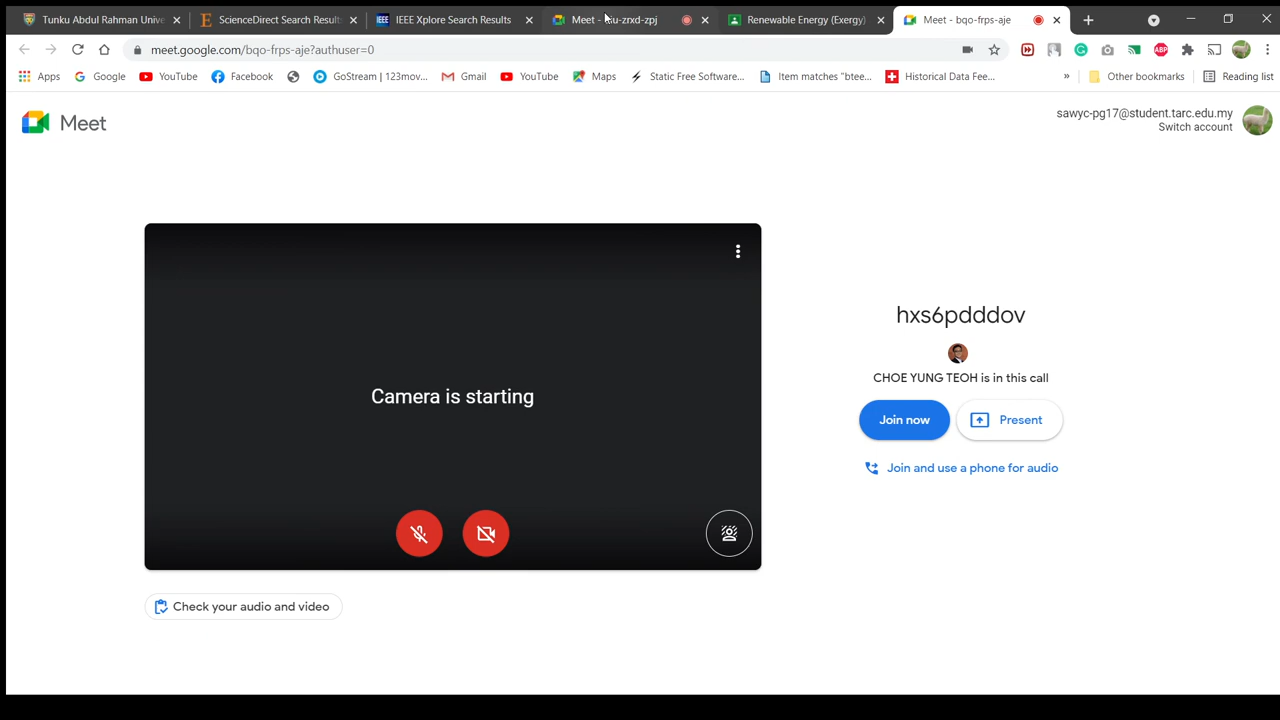 Tunku Abdul Rahman Unive
ScienceDirect Search Result
IEEE Xplore Search Results
Meet -
Renewable Energy (Exergy)
Meet - bqo-frps-aje
meet.google.com/bqo-frps-aje?authuser=0
Apps
Google
YouTube
Facebook
GoStream | 123mov...
Gmail
YouTube
Maps
Static Free Software...
Item matches "btee...
Historical Data Fee...
»
Other bookmarks
Reading list
Meet
sawyc-pg17@student.tarc.edu.my
Switch account
Camera is starting
hxs6pdddov
CHOE YUNG TEOH is in this call
Join now
Present
Join and use a phone for audio
Check your audio and video